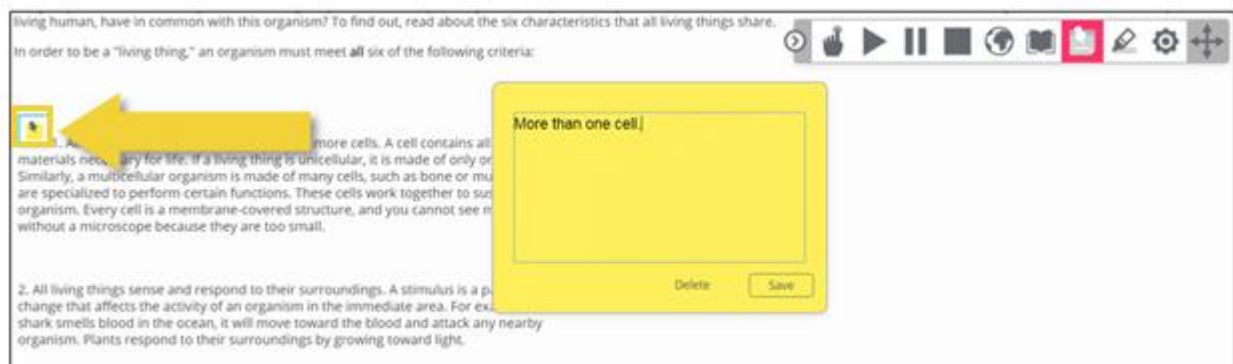 living human, have in common with this organism? To find out, read about the six characteristics that all living things share.
In order to be a "living thing," an organism must meet all six of the following criteria:
More than one cell.
more cells. A cell contains all
materials necessary for life. If a living thing is unicellular, it is made of only
Similarly, a multicellular organism is made of many cells, such as bone or
are specialized to perform certain functions. These cells work together to
organism. Every cell is a membrane-covered structure, and you cannot see
without a microscope because they are too small.
Delete
Save
2. All living things sense and respond to their surroundings. A stimulus is a
change that affects the activity of an organism in the immediate area. For
shark smells blood in the ocean, it will move toward the blood and attack any nearby
organism. Plants respond to their surroundings by growing toward light.